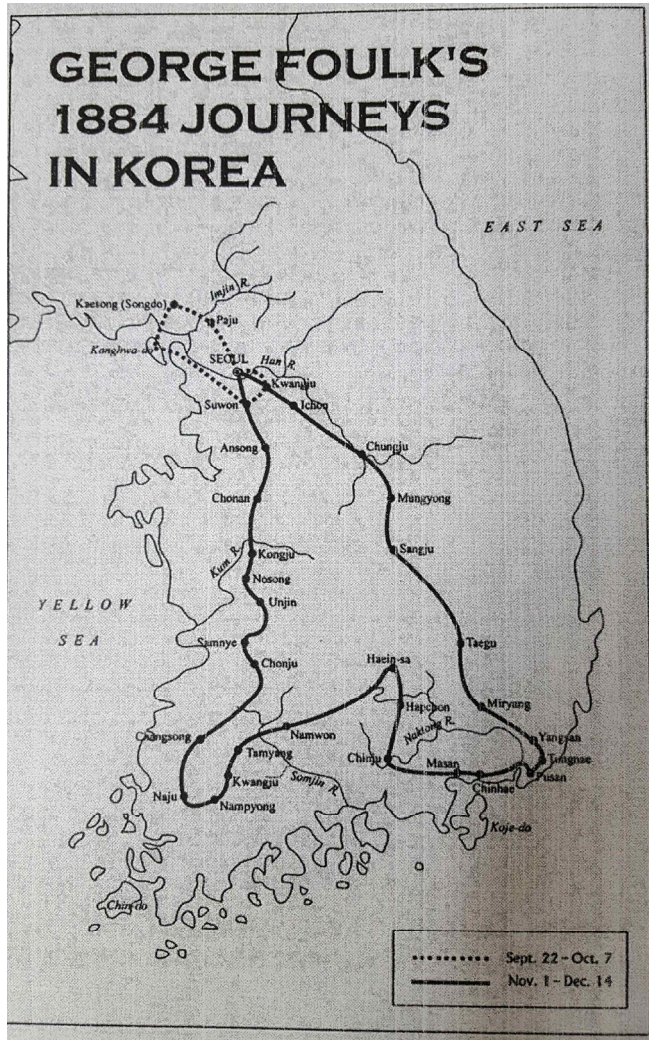 GEORGE FOULK'S
1884 JOURNEYS
IN KOREA
EAST SEA
Kaesong (Songdo)
Imjin R.
Paju
Kanghwa-do
SEOUL
Han R.
Kwangju
Suwon
Ichon
Ansong
Chungju
Chonan
Mungyong
Kum R.
Kongju
Sangju
Nosong
Unjin
YELLOW
SEA
Samnye
Taegu
Chonju
Haein-sa
Hapchon
Miryang
Naktong R.
Changsong
Namwon
Yangsan
Tamyang
Chinju
Masan
Tongnae
Kwangju
Somjin R.
Chinhae
Pusan
Naju
Nampyong
Koje-do
Chin-do
Sept. 22 – Oct. 7
Nov. 1 – Dec. 14